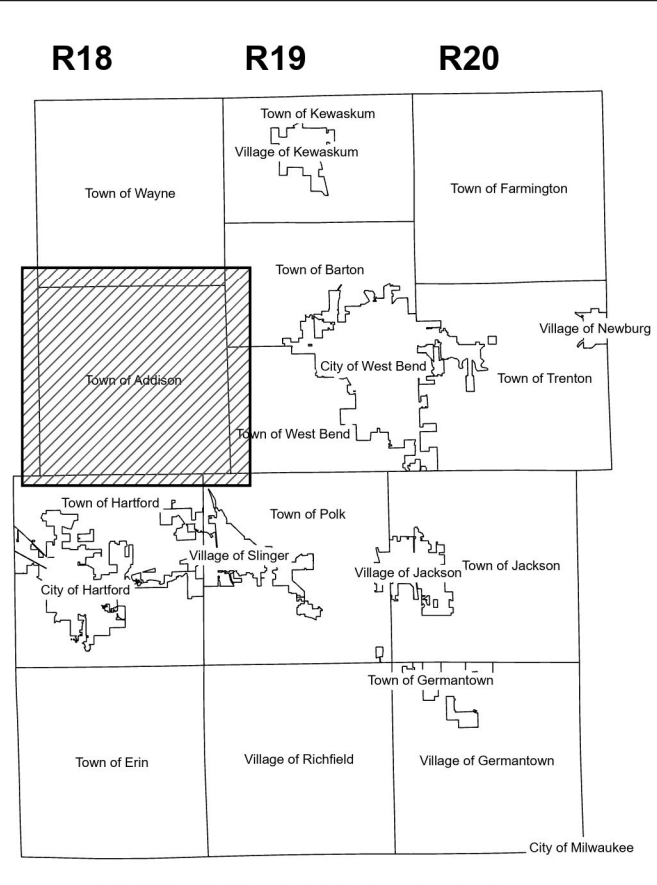 R18 R19 R20
Town of Kewaskum
Village of Kewaskum
Town of Wayne
Town of Farmington
Town of Barton
Village of Newburg
City of West Bend
Town of Addison
Town of Trenton
Town of West Bend
Town of Hartford
Town of Polk
Village of Slinger
Town of Jackson
Village of Jackson
City of Hartford
Town of Germantown
Town of Erin
Village of Richfield
Village of Germantown
City of Milwaukee